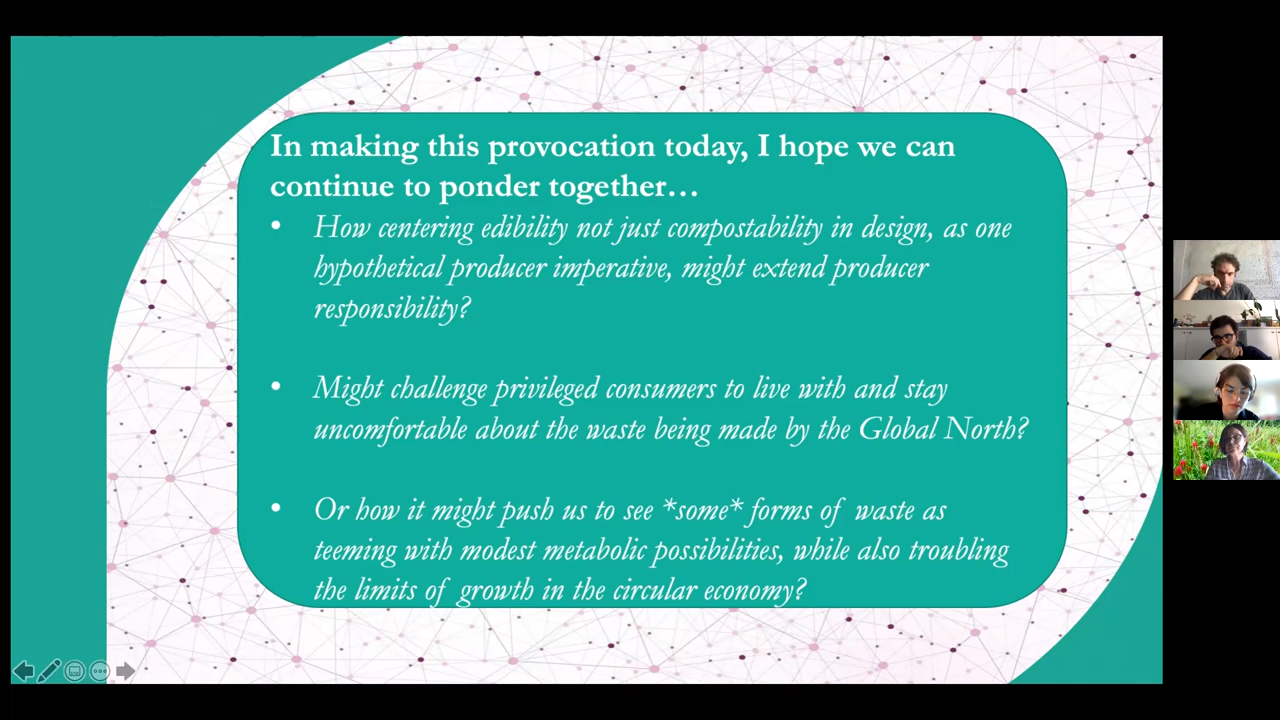 In making this provocation today, I hope we can
continue to ponder together…
• How centering edibility not just compostability in design, as one
hypothetical producer imperative, might extend producer
responsibility?
• Might challenge privileged consumers to live with and stay
uncomfortable about the waste being made by the Global North?
• Or how it might push us to see *some* forms of waste as
teeming with modest metabolic possibilities, while also troubling
the limits of growth in the circular economy?